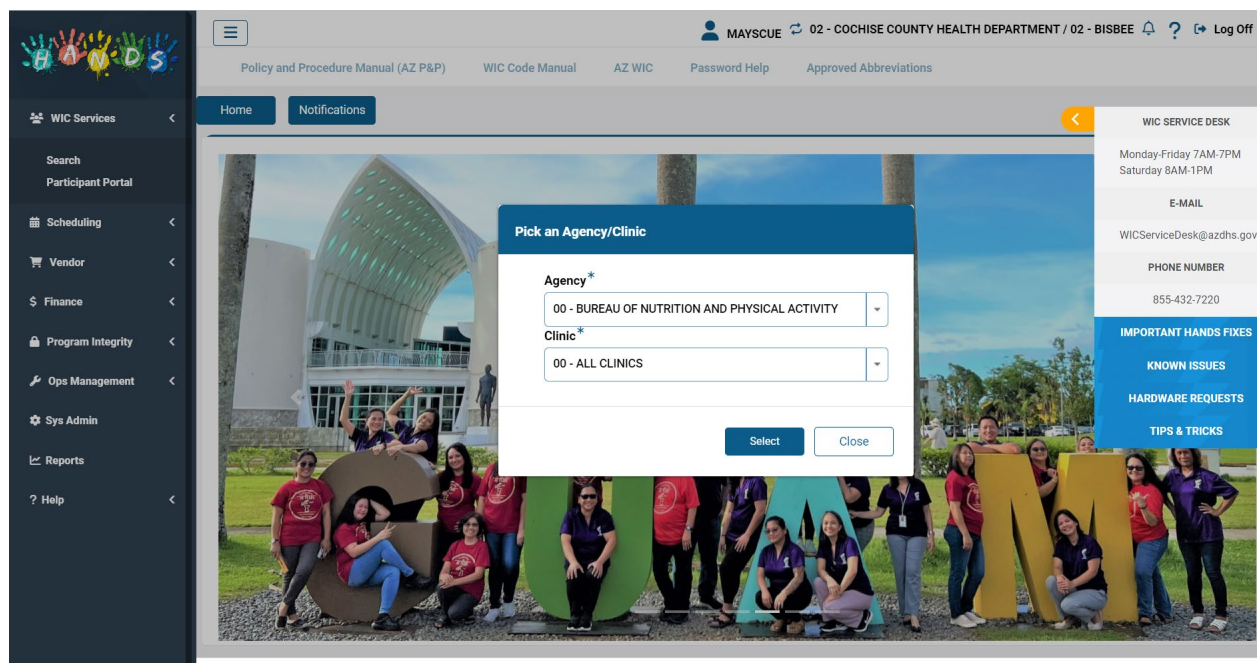 HANDS
MAYSCUE 02 - COCHISE COUNTY HEALTH DEPARTMENT / 02 - BISBEE ? Log Off
Policy and Procedure Manual (AZ P&P) WIC Code Manual AZ WIC Password Help Approved Abbreviations
Home Notifications
WIC Services
Search
Participant Portal
Scheduling
Vendor
$ Finance
Program Integrity
Ops Management
Sys Admin
Reports
? Help
Pick an Agency/Clinic
Agency*
00 - BUREAU OF NUTRITION AND PHYSICAL ACTIVITY
Clinic*
00 - ALL CLINICS
Select Close
WIC SERVICE DESK
Monday-Friday 7AM-7PM
Saturday 8AM-1PM
E-MAIL
WICServiceDesk@azdhs.gov
PHONE NUMBER
855-432-7220
IMPORTANT HANDS FIXES
KNOWN ISSUES
HARDWARE REQUESTS
TIPS & TRICKS
GUAM